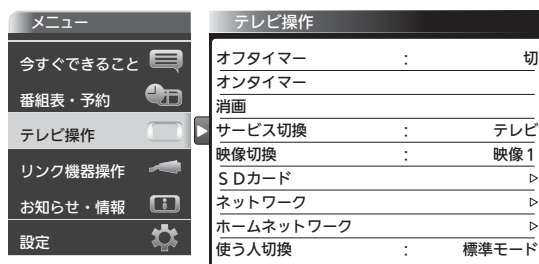 メニュー
今すぐできること
番組表・予約
テレビ操作
リンク機器操作
お知らせ・情報
設定
テレビ操作
オフタイマー : 切
オンタイマー
消画
サービス切換 : テレビ
映像切換 : 映像1
SDカード
ネットワーク
ホームネットワーク
使う人切換 : 標準モード